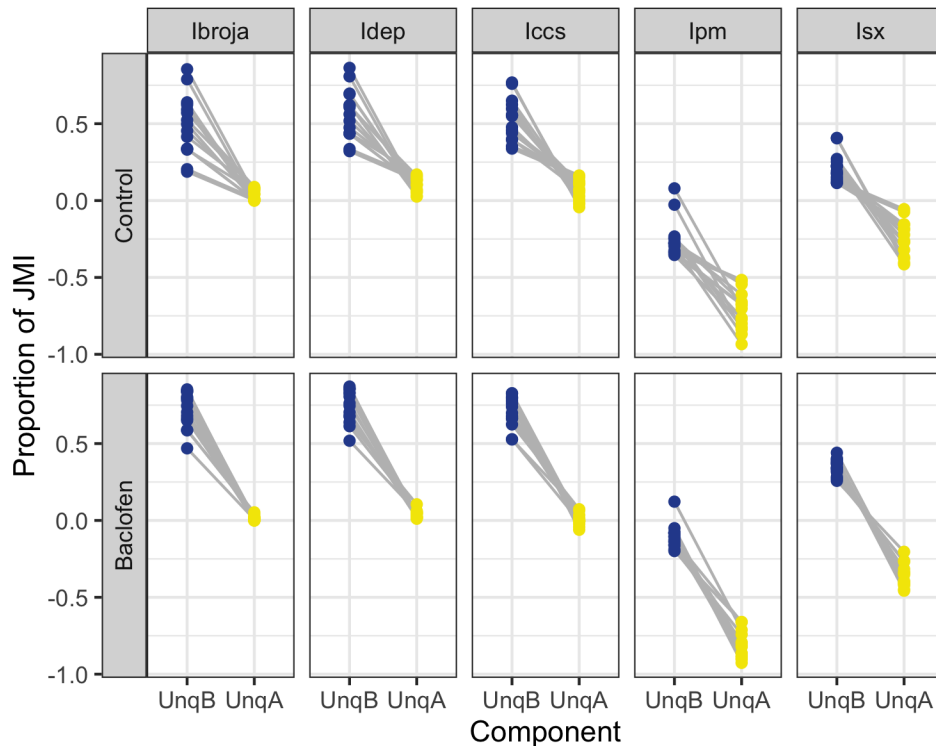 Ibroja Idep Iccs Ipm Isx
Proportion of JMI
Control
0.5
0.0
-0.5
-1.0
Baclofen
0.5
0.0
-0.5
-1.0
UnqB UnqA UnqB UnqA UnqB UnqA UnqB UnqA UnqB UnqA
Component